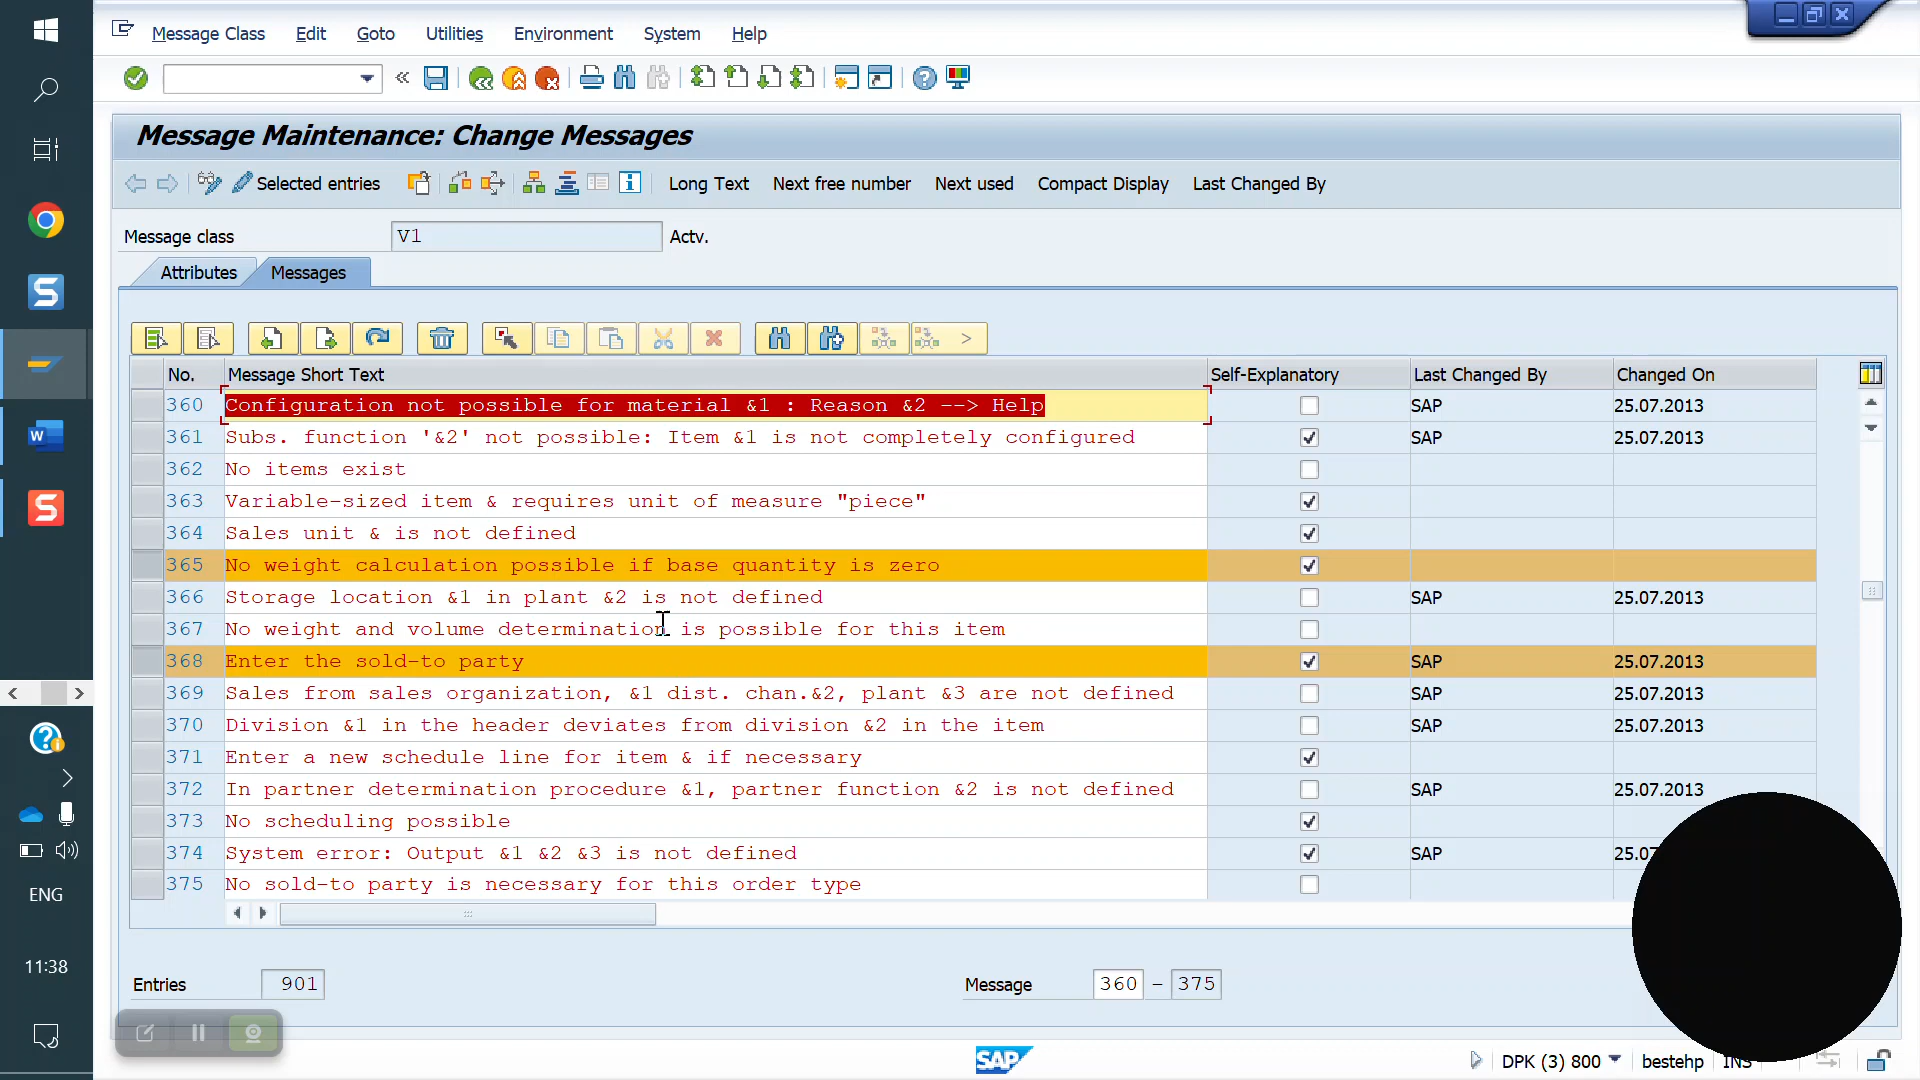 Message Class Edit Goto Utilities Environment System Help
Message Maintenance: Change Messages
Selected entries Long Text Next free number Next used Compact Display Last Changed By
Message class V1 Actv.
Attributes Messages
No. Message Short Text Self-Explanatory Last Changed By Changed On
360 Configuration not possible for material &1 : Reason &2 --> Help SAP 25.07.2013
361 Subs. function '&2' not possible: Item &1 is not completely configured SAP 25.07.2013
362 No items exist
363 Variable-sized item & requires unit of measure "piece"
364 Sales unit & is not defined
365 No weight calculation possible if base quantity is zero
366 Storage location &1 in plant &2 is not defined SAP 25.07.2013
367 No weight and volume determination is possible for this item
368 Enter the sold-to party SAP 25.07.2013
369 Sales from sales organization, &1 dist. chan.&2, plant &3 are not defined SAP 25.07.2013
370 Division &1 in the header deviates from division &2 in the item SAP 25.07.2013
371 Enter a new schedule line for item & if necessary
372 In partner determination procedure &1, partner function &2 is not defined SAP 25.07.2013
373 No scheduling possible
374 System error: Output &1 &2 &3 is not defined SAP 25.07
375 No sold-to party is necessary for this order type
Entries 901 Message 360 - 375
SAP
DPK (3) 800 bestehp INS
ENG
11:38